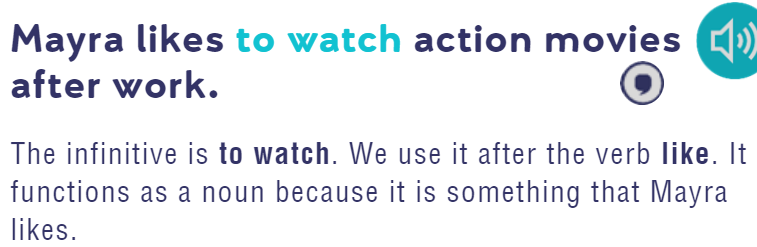 Mayra likes to watch action movies
after work.
The infinitive is to watch. We use it after the verb like. It
functions as a noun because it is something that Mayra
likes.